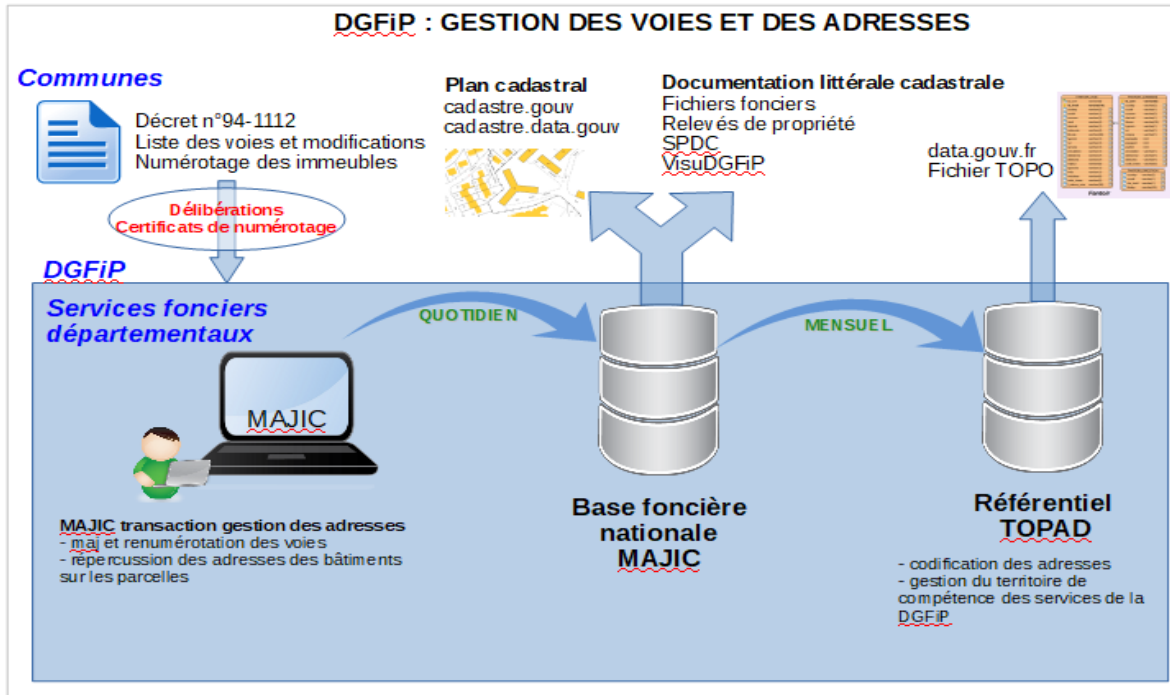 DGFiP : GESTION DES VOIES ET DES ADRESSES
Communes
Décret n°94-1112
Liste des voies et modifications
Numérotage des immeubles
Délibérations
Certificats de numérotage
Plan cadastral
cadastre.gouv
cadastre.data.gouv
Documentation littérale cadastrale
Fichiers fonciers
Relevés de propriété
SPDC
VisuDGFiP
data.gouv.fr
Fichier TOPO
DGFiP
Services fonciers
départementaux
QUOTIDIEN
MENSUEL
MAJIC
MAJIC transaction gestion des adresses
- maj et renumérotation des voies
- répercussion des adresses des bâtiments
sur les parcelles
Base foncière
nationale
MAJIC
Référentiel
TOPAD
- codification des adresses
- gestion du territoire de
compétence des services de la
DGFiP